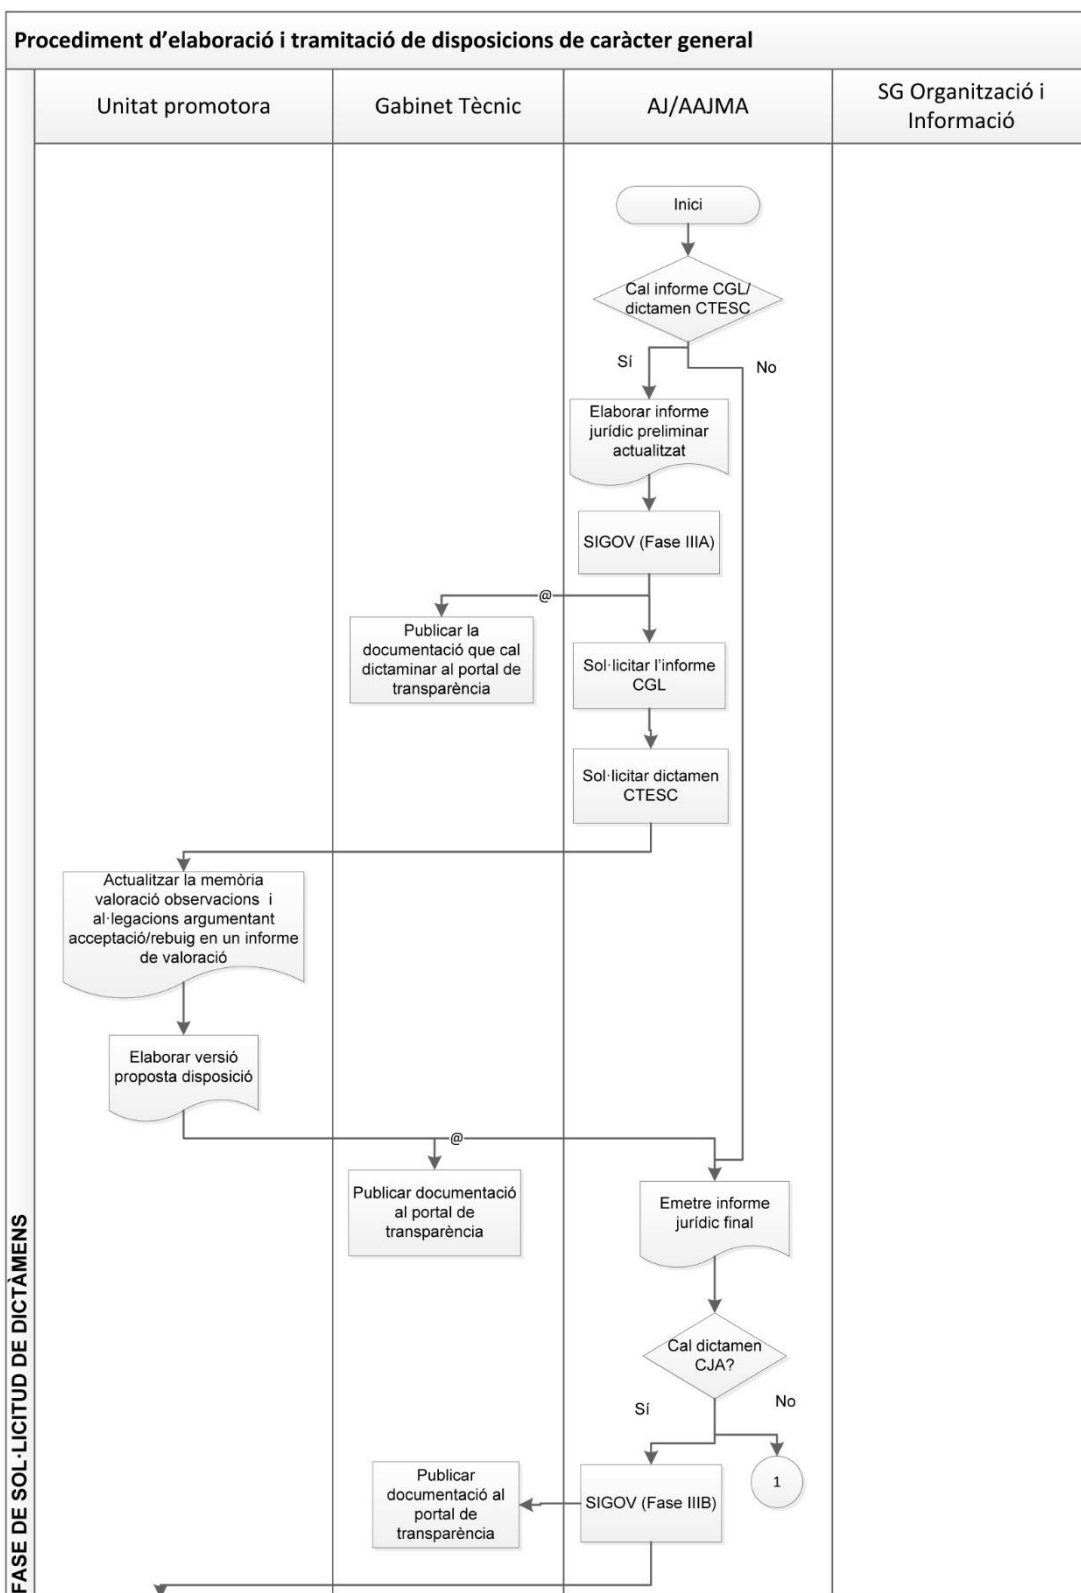 Procediment d’elaboració i tramitació de disposicions de caràcter general
Unitat promotora
Gabinet Tècnic
AJ/AAJMA
SG Organització i
Informació
Inici
Cal informe CGL/
dictamen CTESC
Sí
No
Elaborar informe
jurídic preliminar
actualitzat
SIGOV (Fase IIIA)
@
Publicar la
documentació que cal
dictaminar al portal de
transparència
Sol·licitar l’informe
CGL
Sol·licitar dictamen
CTESC
Actualitzar la memòria
valoració observacions i
al·legacions argumentant
acceptació/rebuig en un informe
de valoració
Elaborar versió
proposta disposició
@
Publicar documentació
al portal de
transparència
Emetre informe
jurídic final
Cal dictamen
CJA?
Sí
No
1
Publicar
documentació al
portal de
transparència
SIGOV (Fase IIIB)
FASE DE SOL·LICITUD DE DICTÀMENS